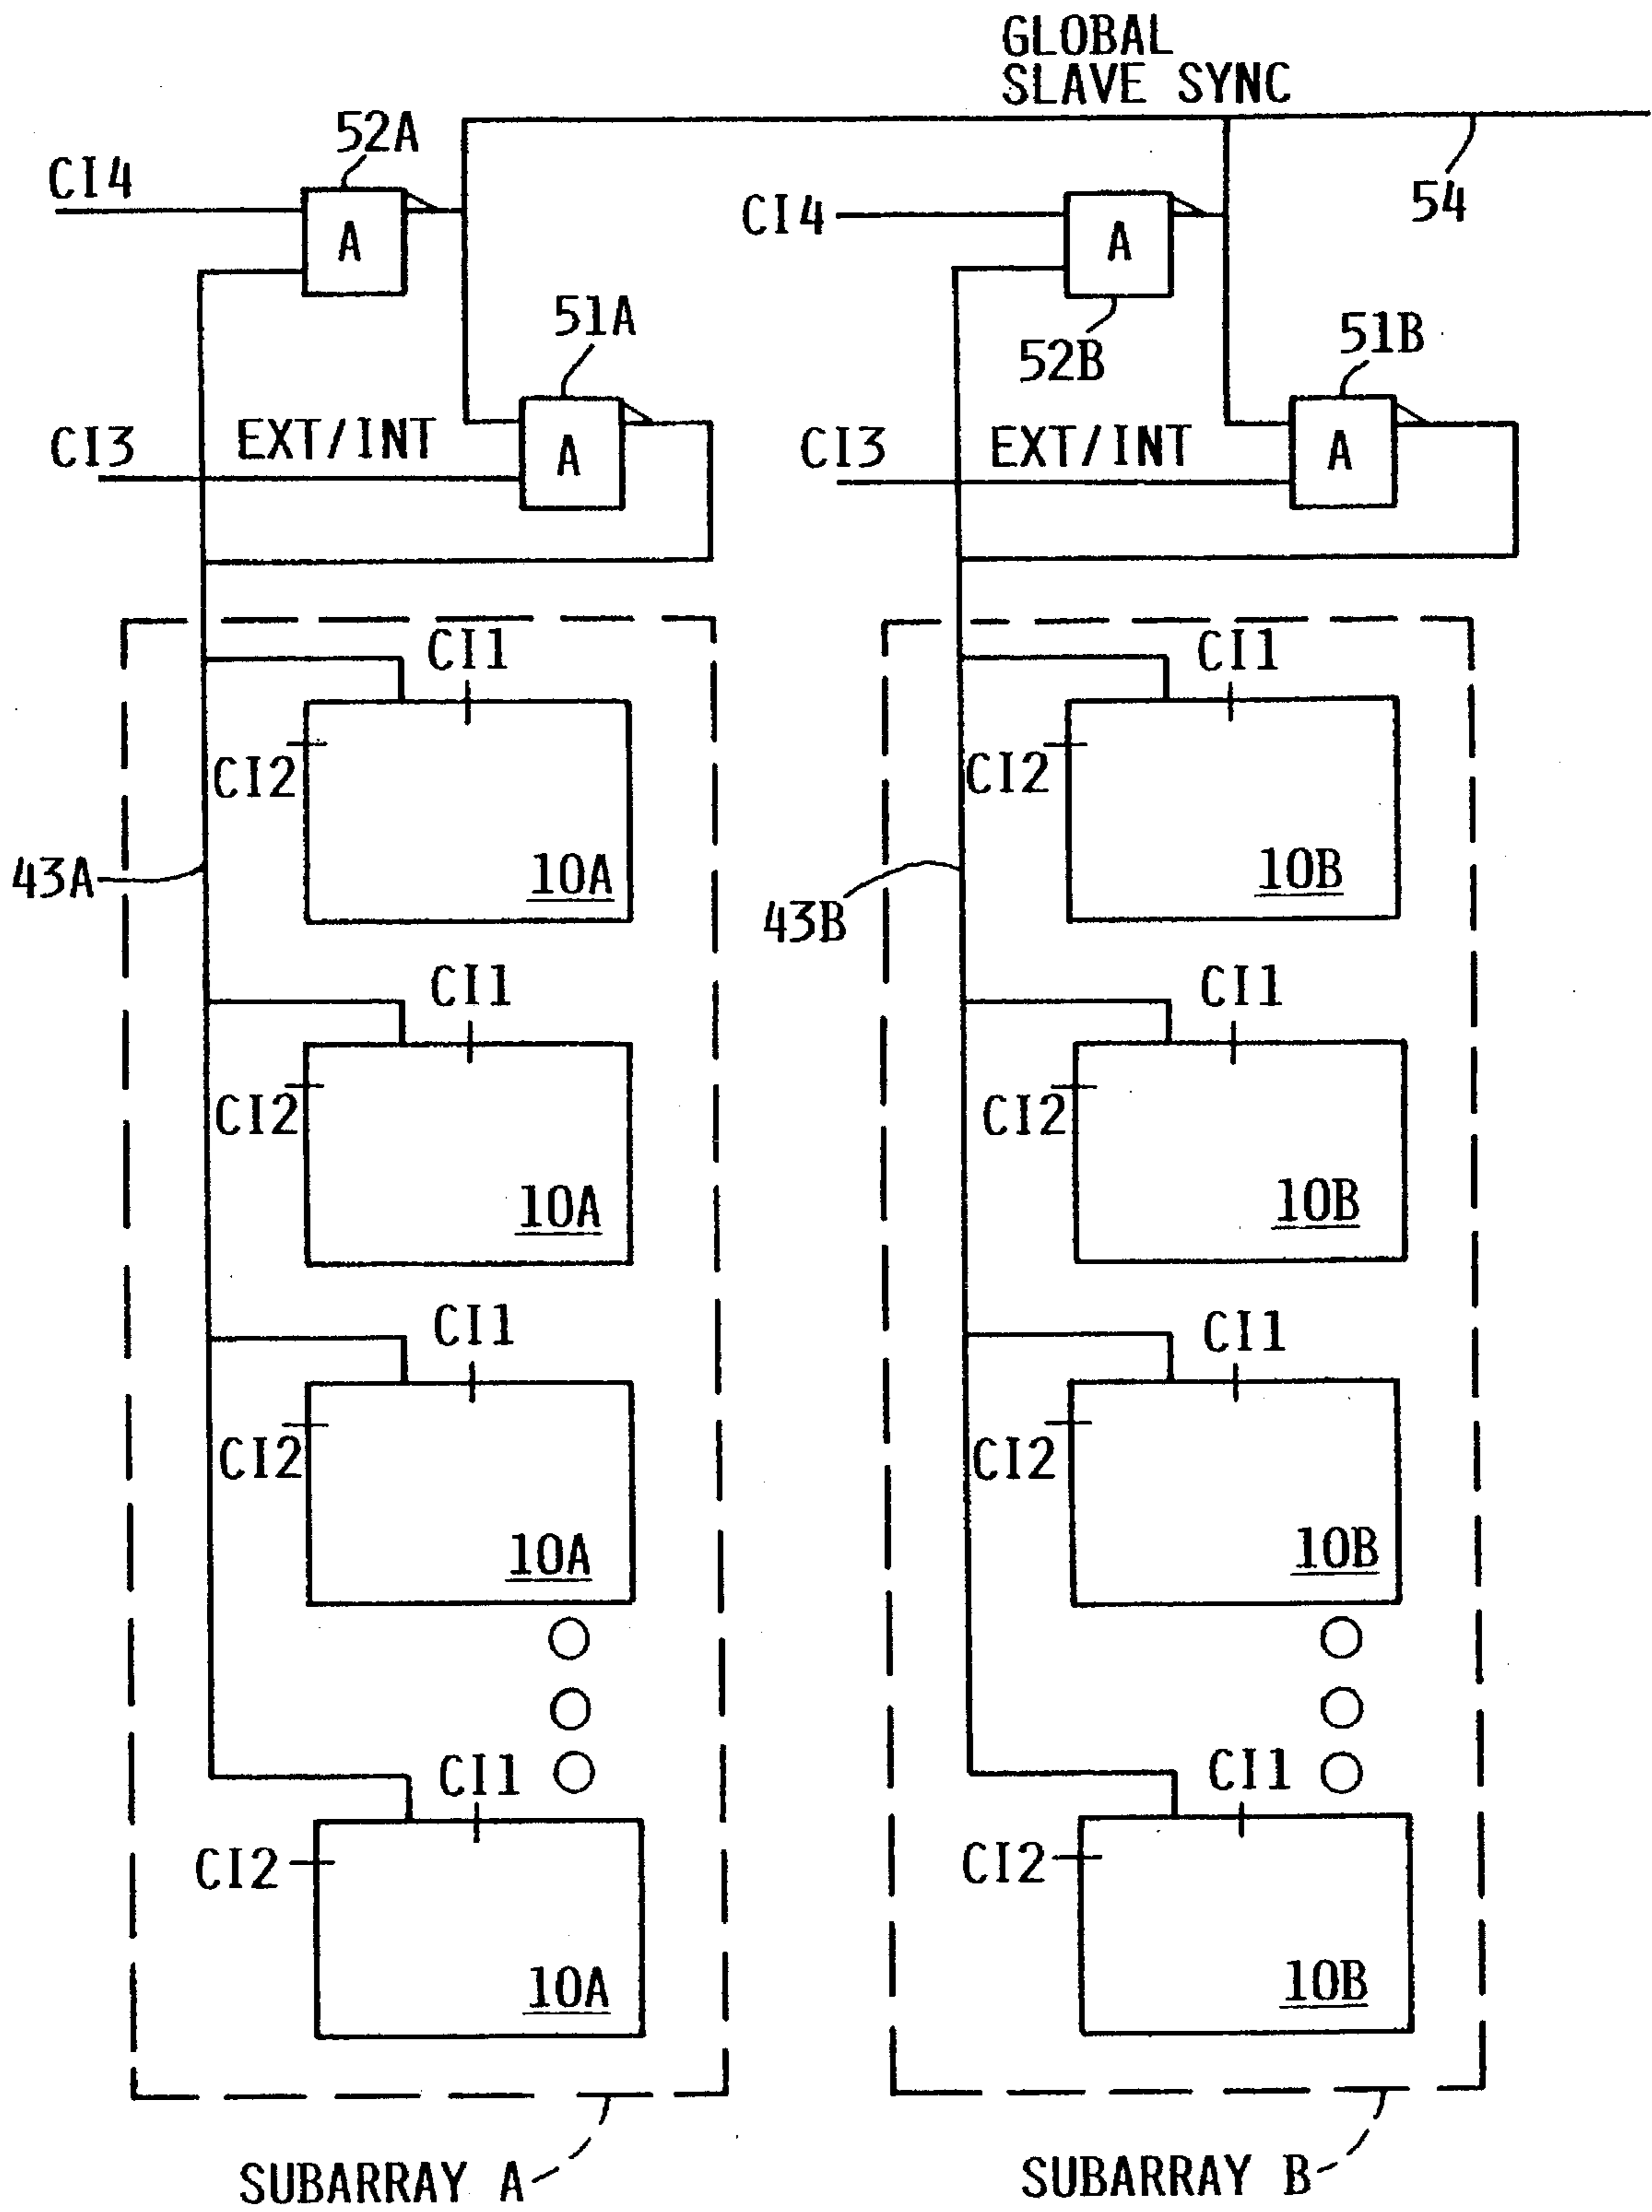 GLOBAL
SLAVE SYNC
52A
CI4
A
54
CI4
A
52B
51A
51B
CI3
EXT/INT
A
CI3
EXT/INT
A
CI1
CI2
10A
43A
CI1
CI2
10B
43B
CI1
CI2
10A
CI1
CI2
10B
CI1
CI2
10A
CI1
CI2
10B
CI1
CI2
10A
CI1
CI2
10B
SUBARRAY A
SUBARRAY B